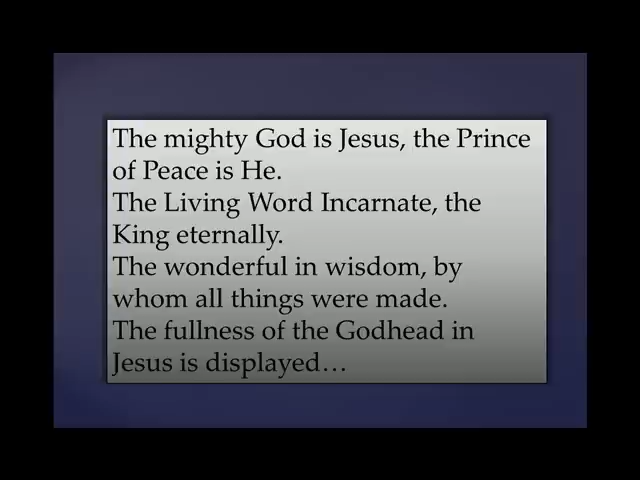 The mighty God is Jesus, the Prince
of Peace is He.
The Living Word Incarnate, the
King eternally.
The wonderful in wisdom, by
whom all things were made.
The fullness of the Godhead in
Jesus is displayed…